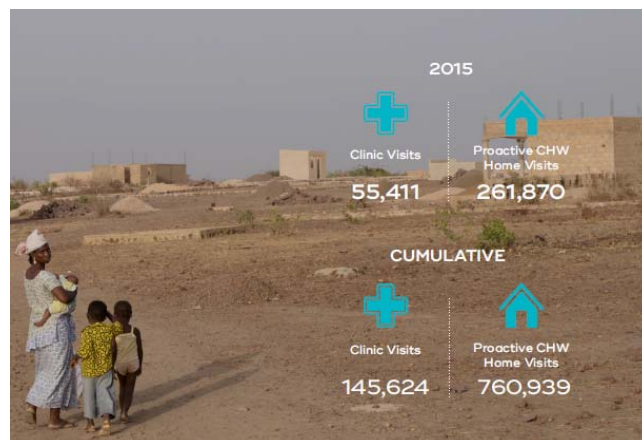 2015
Clinic Visits
55,411
Proactive CHW
Home Visits
261,870
CUMULATIVE
Clinic Visits
145,624
Proactive CHW
Home Visits
760,939